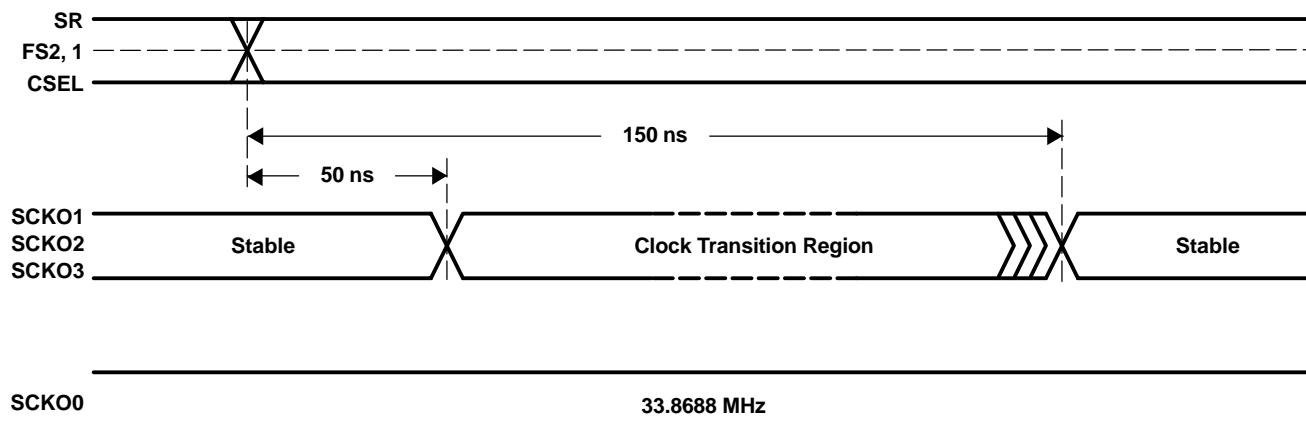 SR
FS2, 1
CSEL
150 ns
50 ns
SCKO1
SCKO2
SCKO3
Stable
Clock Transition Region
Stable
SCKO0
33.8688 MHz